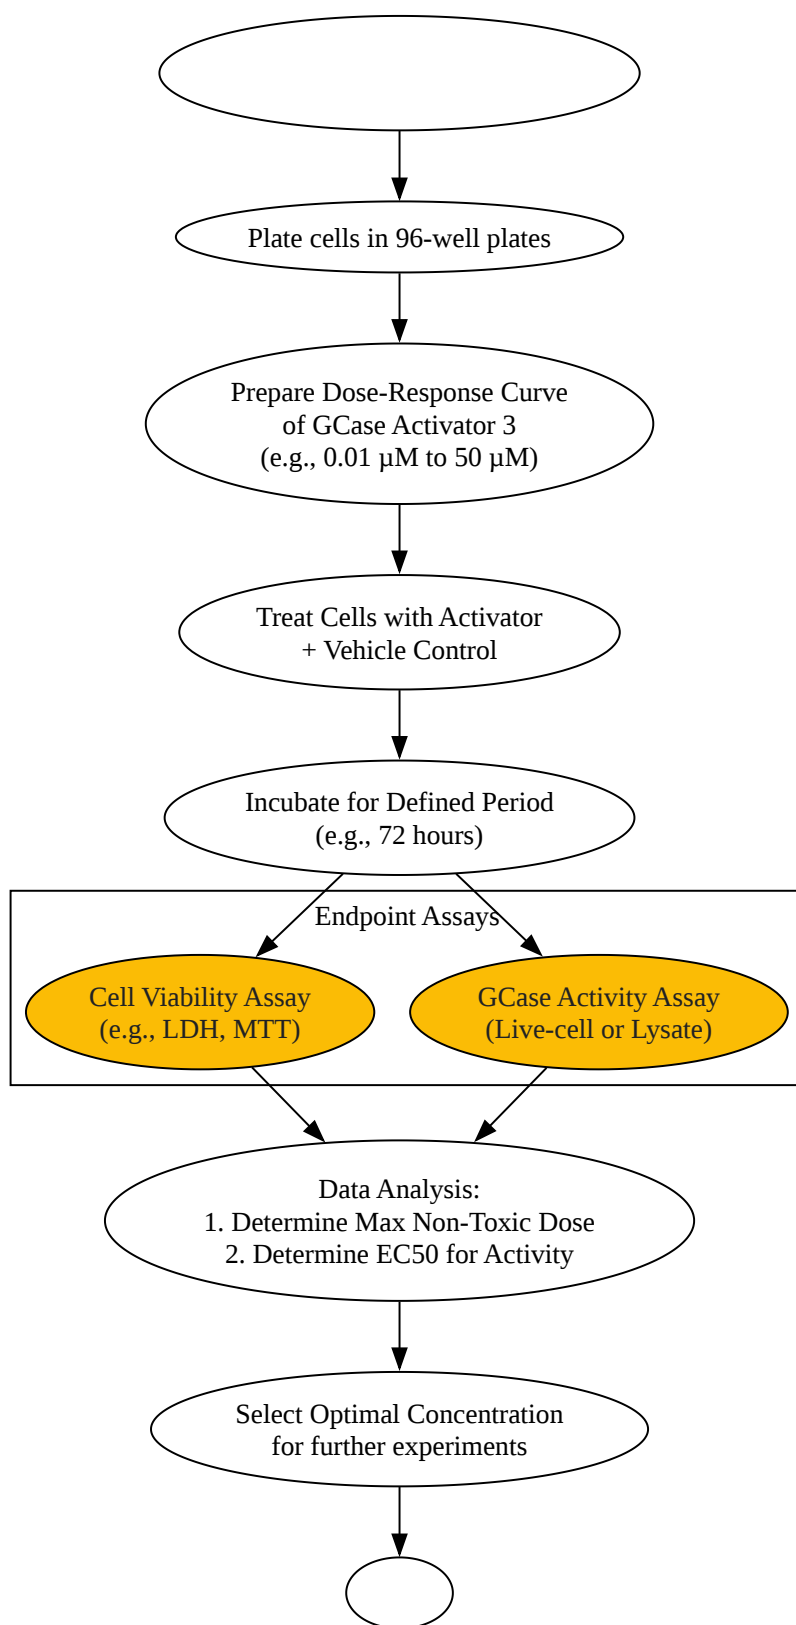 Plate cells in 96-well plates
Prepare Dose-Response Curve
of GCase Activator 3
(e.g., 0.01 µM to 50 µM)
Treat Cells with Activator
+ Vehicle Control
Incubate for Defined Period
(e.g., 72 hours)
Endpoint Assays
Cell Viability Assay
(e.g., LDH, MTT)
GCase Activity Assay
(Live-cell or Lysate)
Data Analysis:
1. Determine Max Non-Toxic Dose
2. Determine EC50 for Activity
Select Optimal Concentration
for further experiments